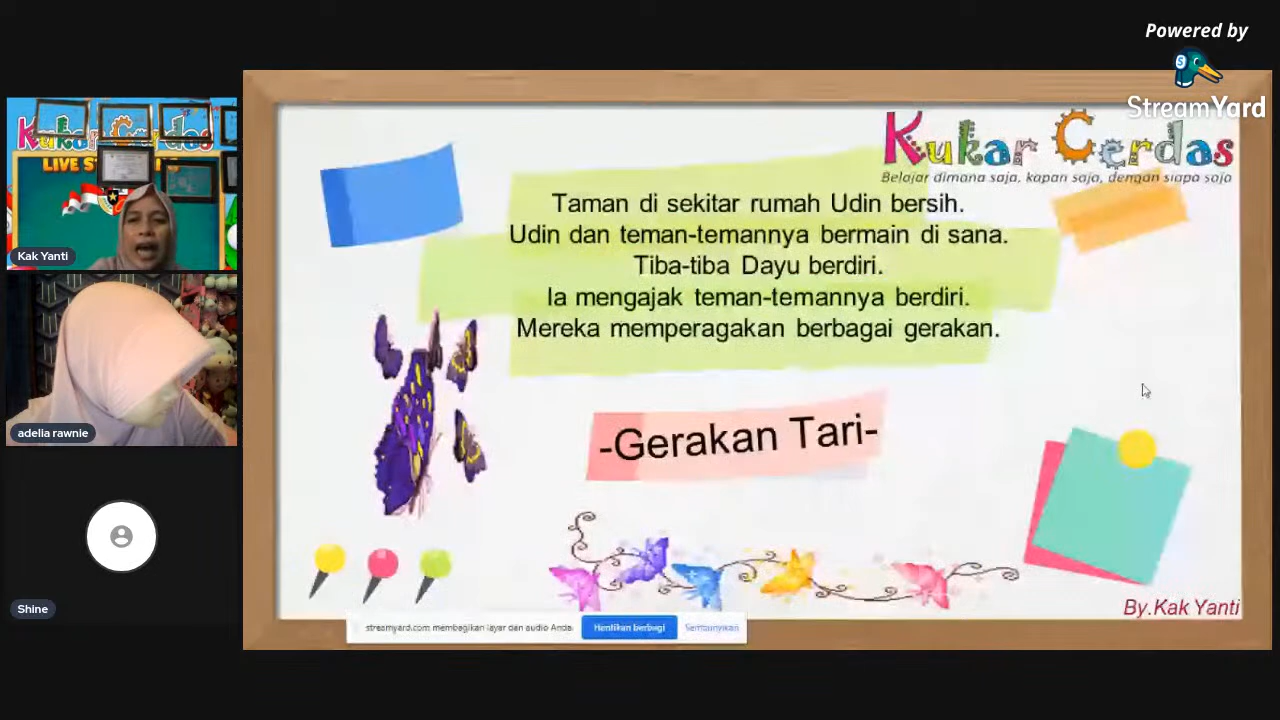 Powered by
StreamYard
Kukar Cerdas
LIVE
Kak Yanti
adelia rawnie
Shine
Kukar Cerdas
Belajar dimana saja, kapan saja, dengan siapa saja
Taman di sekitar rumah Udin bersih.
Udin dan teman-temannya bermain di sana.
Tiba-tiba Dayu berdiri.
Ia mengajak teman-temannya berdiri.
Mereka memperagakan berbagai gerakan.
-Gerakan Tari-
By.Kak Yanti
streamyard.com membagikan layar dan audio Anda.
Hentikan berbagi
Sembunyikan